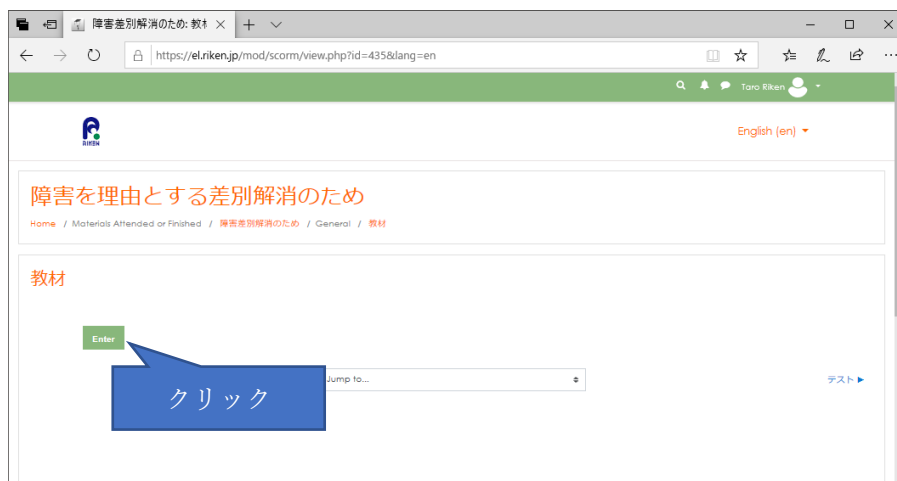 障害差別解消のため: 教材
https://el.riken.jp/mod/scorm/view.php?id=435&lang=en
Taro Riken
RIKEN
English (en)
障害を理由とする差別解消のため
Home / Materials Attended or Finished / 障害差別解消のため / General / 教材
教材
Enter
クリック
Jump to...
テスト